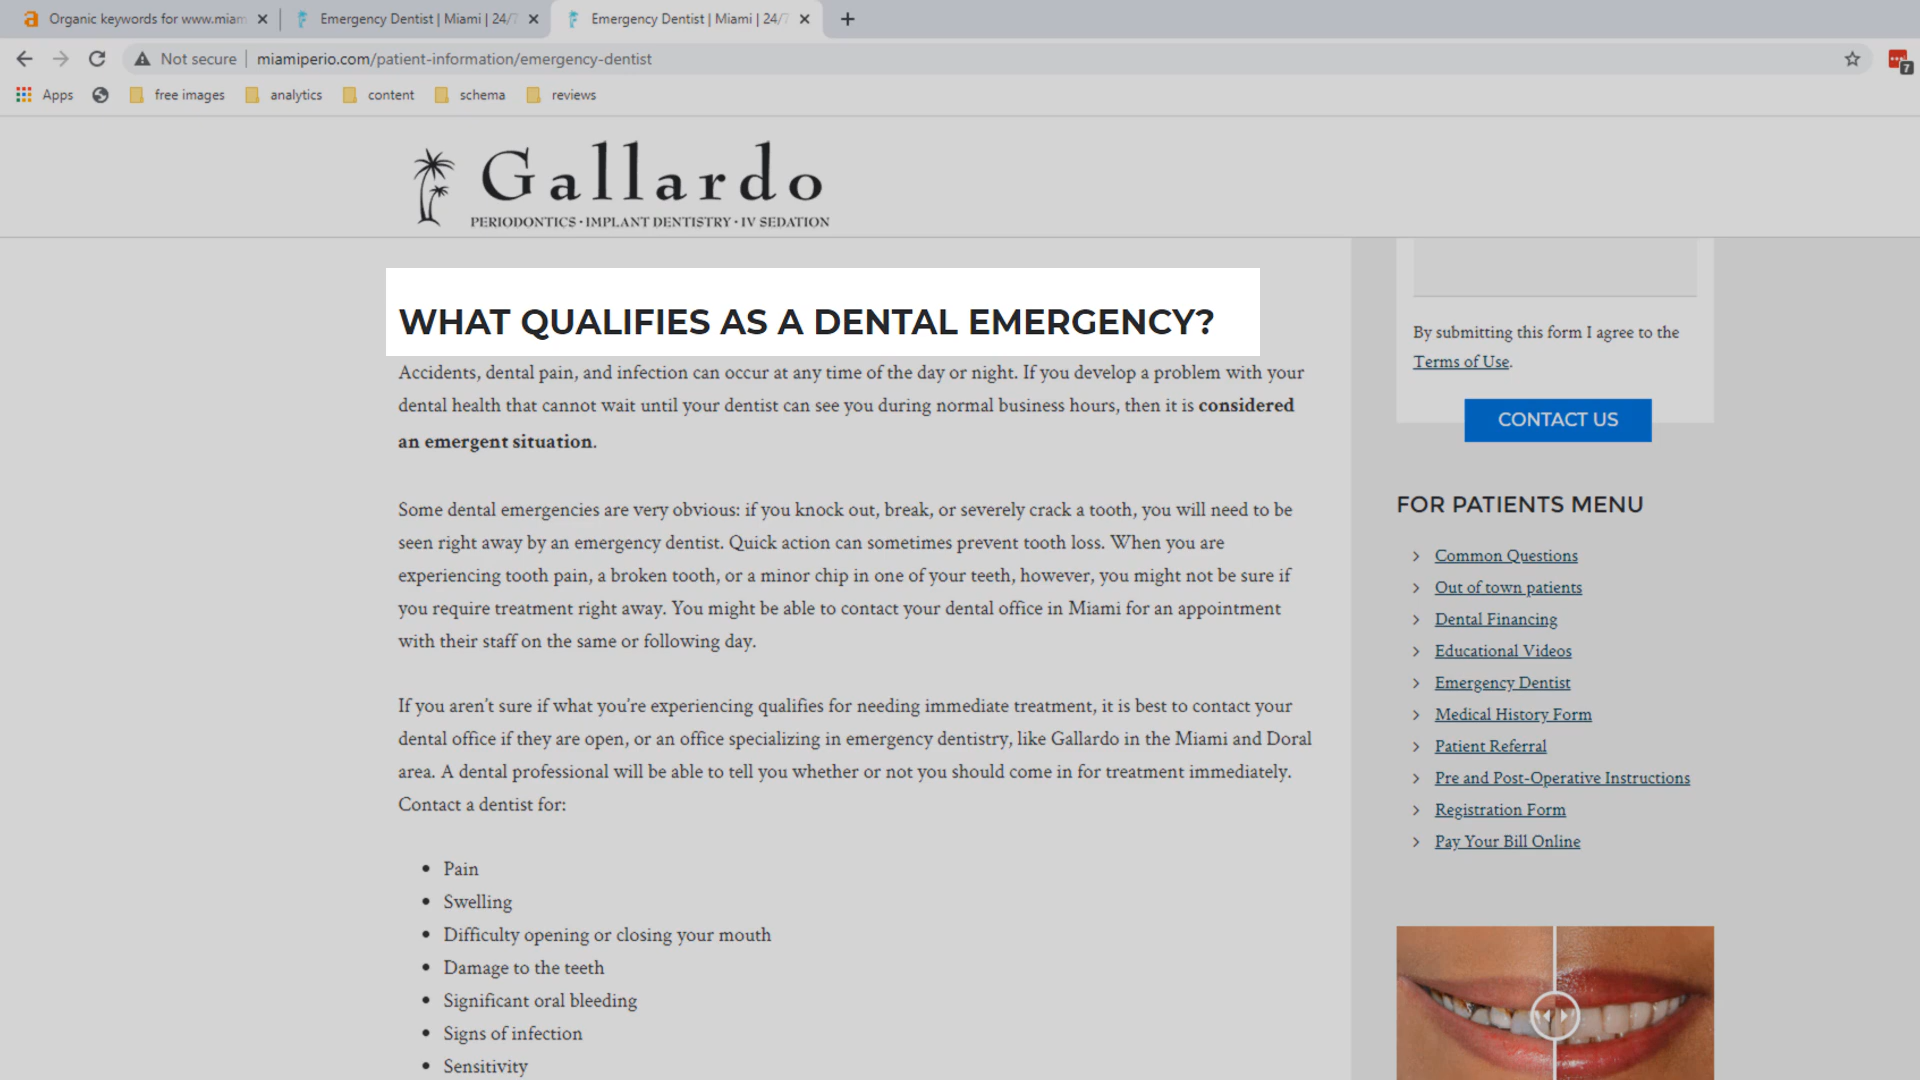 Organic keywords for www.miam
Emergency Dentist | Miami | 24/7
Emergency Dentist | Miami | 24/7
Not secure
miamiperio.com/patient-information/emergency-dentist
7
Apps
free images
analytics
content
schema
reviews
Gallardo
PERIODONTICS · IMPLANT DENTISTRY · IV SEDATION
WHAT QUALIFIES AS A DENTAL EMERGENCY?
Accidents, dental pain, and infection can occur at any time of the day or night. If you develop a problem with your
dental health that cannot wait until your dentist can see you during normal business hours, then it is considered
an emergent situation.
Some dental emergencies are very obvious: if you knock out, break, or severely crack a tooth, you will need to be
seen right away by an emergency dentist. Quick action can sometimes prevent tooth loss. When you are
experiencing tooth pain, a broken tooth, or a minor chip in one of your teeth, however, you might not be sure if
you require treatment right away. You might be able to contact your dental office in Miami for an appointment
with their staff on the same or following day.
If you aren't sure if what you're experiencing qualifies for needing immediate treatment, it is best to contact your
dental office if they are open, or an office specializing in emergency dentistry, like Gallardo in the Miami and Doral
area. A dental professional will be able to tell you whether or not you should come in for treatment immediately.
Contact a dentist for:
• Pain
• Swelling
• Difficulty opening or closing your mouth
• Damage to the teeth
• Significant oral bleeding
• Signs of infection
• Sensitivity
By submitting this form I agree to the
Terms of Use.
CONTACT US
FOR PATIENTS MENU
Common Questions
Out of town patients
Dental Financing
Educational Videos
Emergency Dentist
Medical History Form
Patient Referral
Pre and Post-Operative Instructions
Registration Form
Pay Your Bill Online